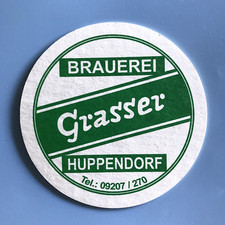 BRAUEREI
Grasser
HUPPENDORF
Tel.: 09207 / 270